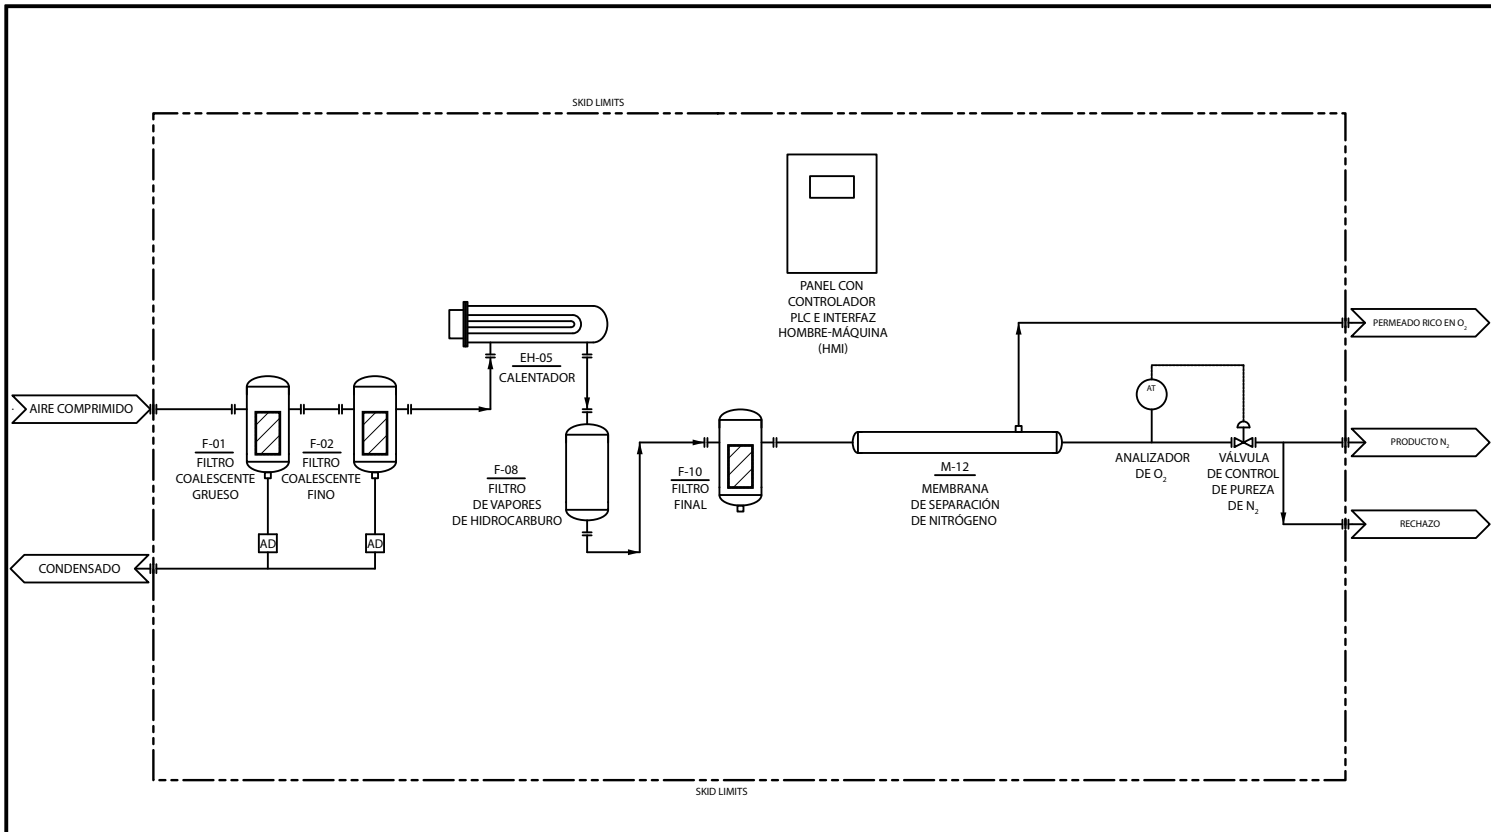 SKID LIMITS
PANEL CON
CONTROLADOR
PLC E INTERFAZ
HOMBRE-MÁQUINA
(HMI)
PERMEADO RICO EN O₂
EH-05
CALENTADOR
AIRE COMPRIMIDO
AT
F-01
FILTRO
COALESCENTE
GRUESO
F-02
FILTRO
COALESCENTE
FINO
F-08
FILTRO
DE VAPORES
DE HIDROCARBURO
F-10
FILTRO
FINAL
M-12
MEMBRANA
DE SEPARACIÓN
DE NITRÓGENO
ANALIZADOR
DE O₂
VÁLVULA
DE CONTROL
DE PUREZA
DE N₂
PRODUCTO N₂
RECHAZO
AD
AD
CONDENSADO
SKID LIMITS